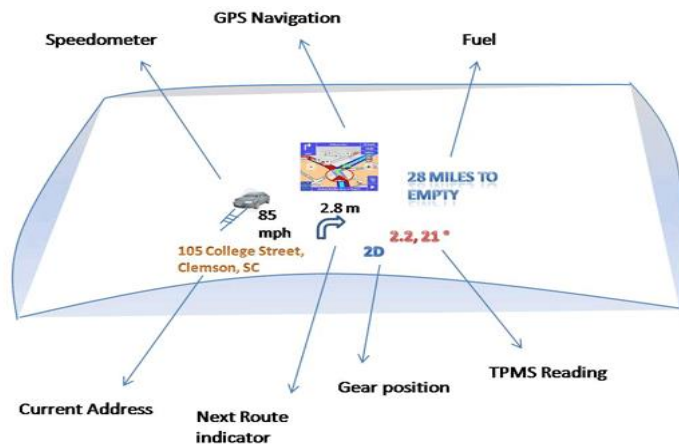 GPS Navigation
Speedometer
Fuel
28 MILES TO
EMPTY
85
mph
2.8 m
105 College Street,
Clemson, SC
2.2, 21 °
2D
Current Address
Next Route
indicator
Gear position
TPMS Reading